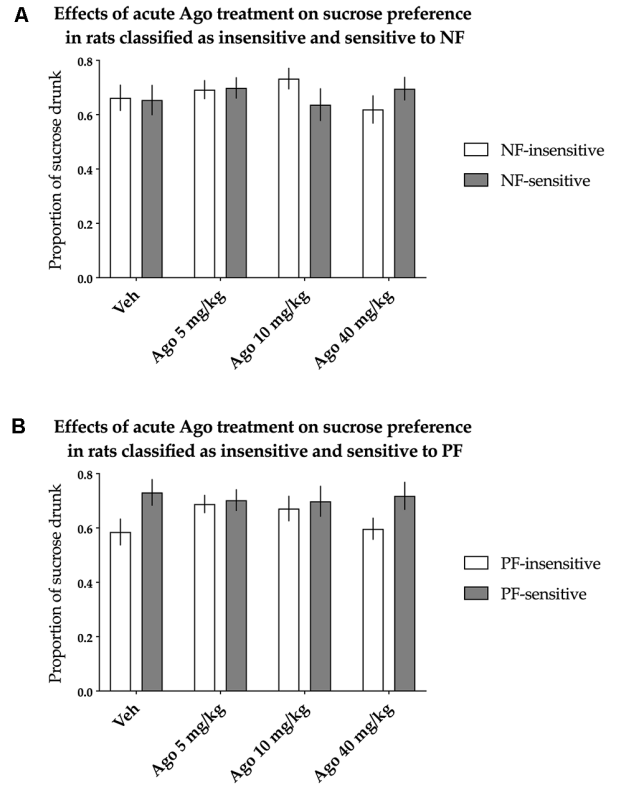 A
Effects of acute Ago treatment on sucrose preference
in rats classified as insensitive and sensitive to NF
Proportion of sucrose drunk
0.8
0.6
0.4
0.2
0.0
Veh
Ago 5 mg/kg
Ago 10 mg/kg
Ago 40 mg/kg
NF-insensitive
NF-sensitive
B
Effects of acute Ago treatment on sucrose preference
in rats classified as insensitive and sensitive to PF
Proportion of sucrose drunk
0.8
0.6
0.4
0.2
0.0
Veh
Ago 5 mg/kg
Ago 10 mg/kg
Ago 40 mg/kg
PF-insensitive
PF-sensitive